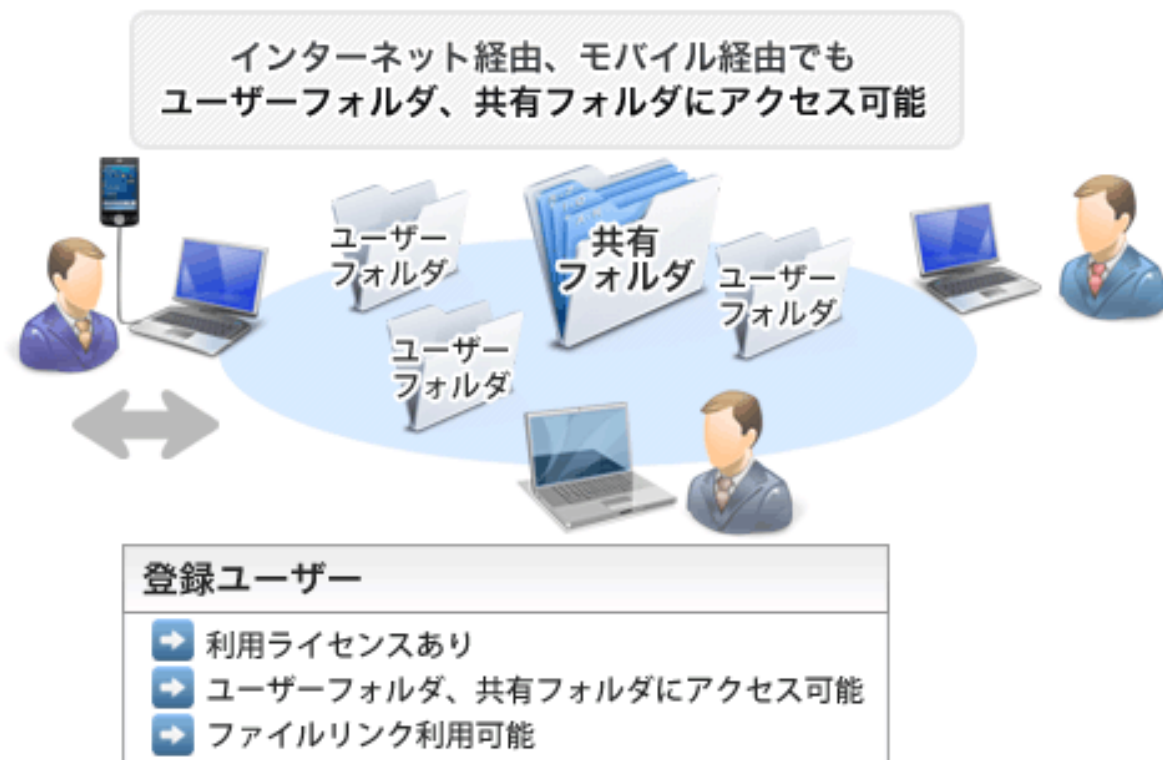 インターネット経由、モバイル経由でも
ユーザーフォルダ、共有フォルダにアクセス可能
ユーザー
フォルダ
共有
フォルダ
ユーザー
フォルダ
ユーザー
フォルダ
登録ユーザー
利用ライセンスあり
ユーザーフォルダ、共有フォルダにアクセス可能
ファイルリンク利用可能